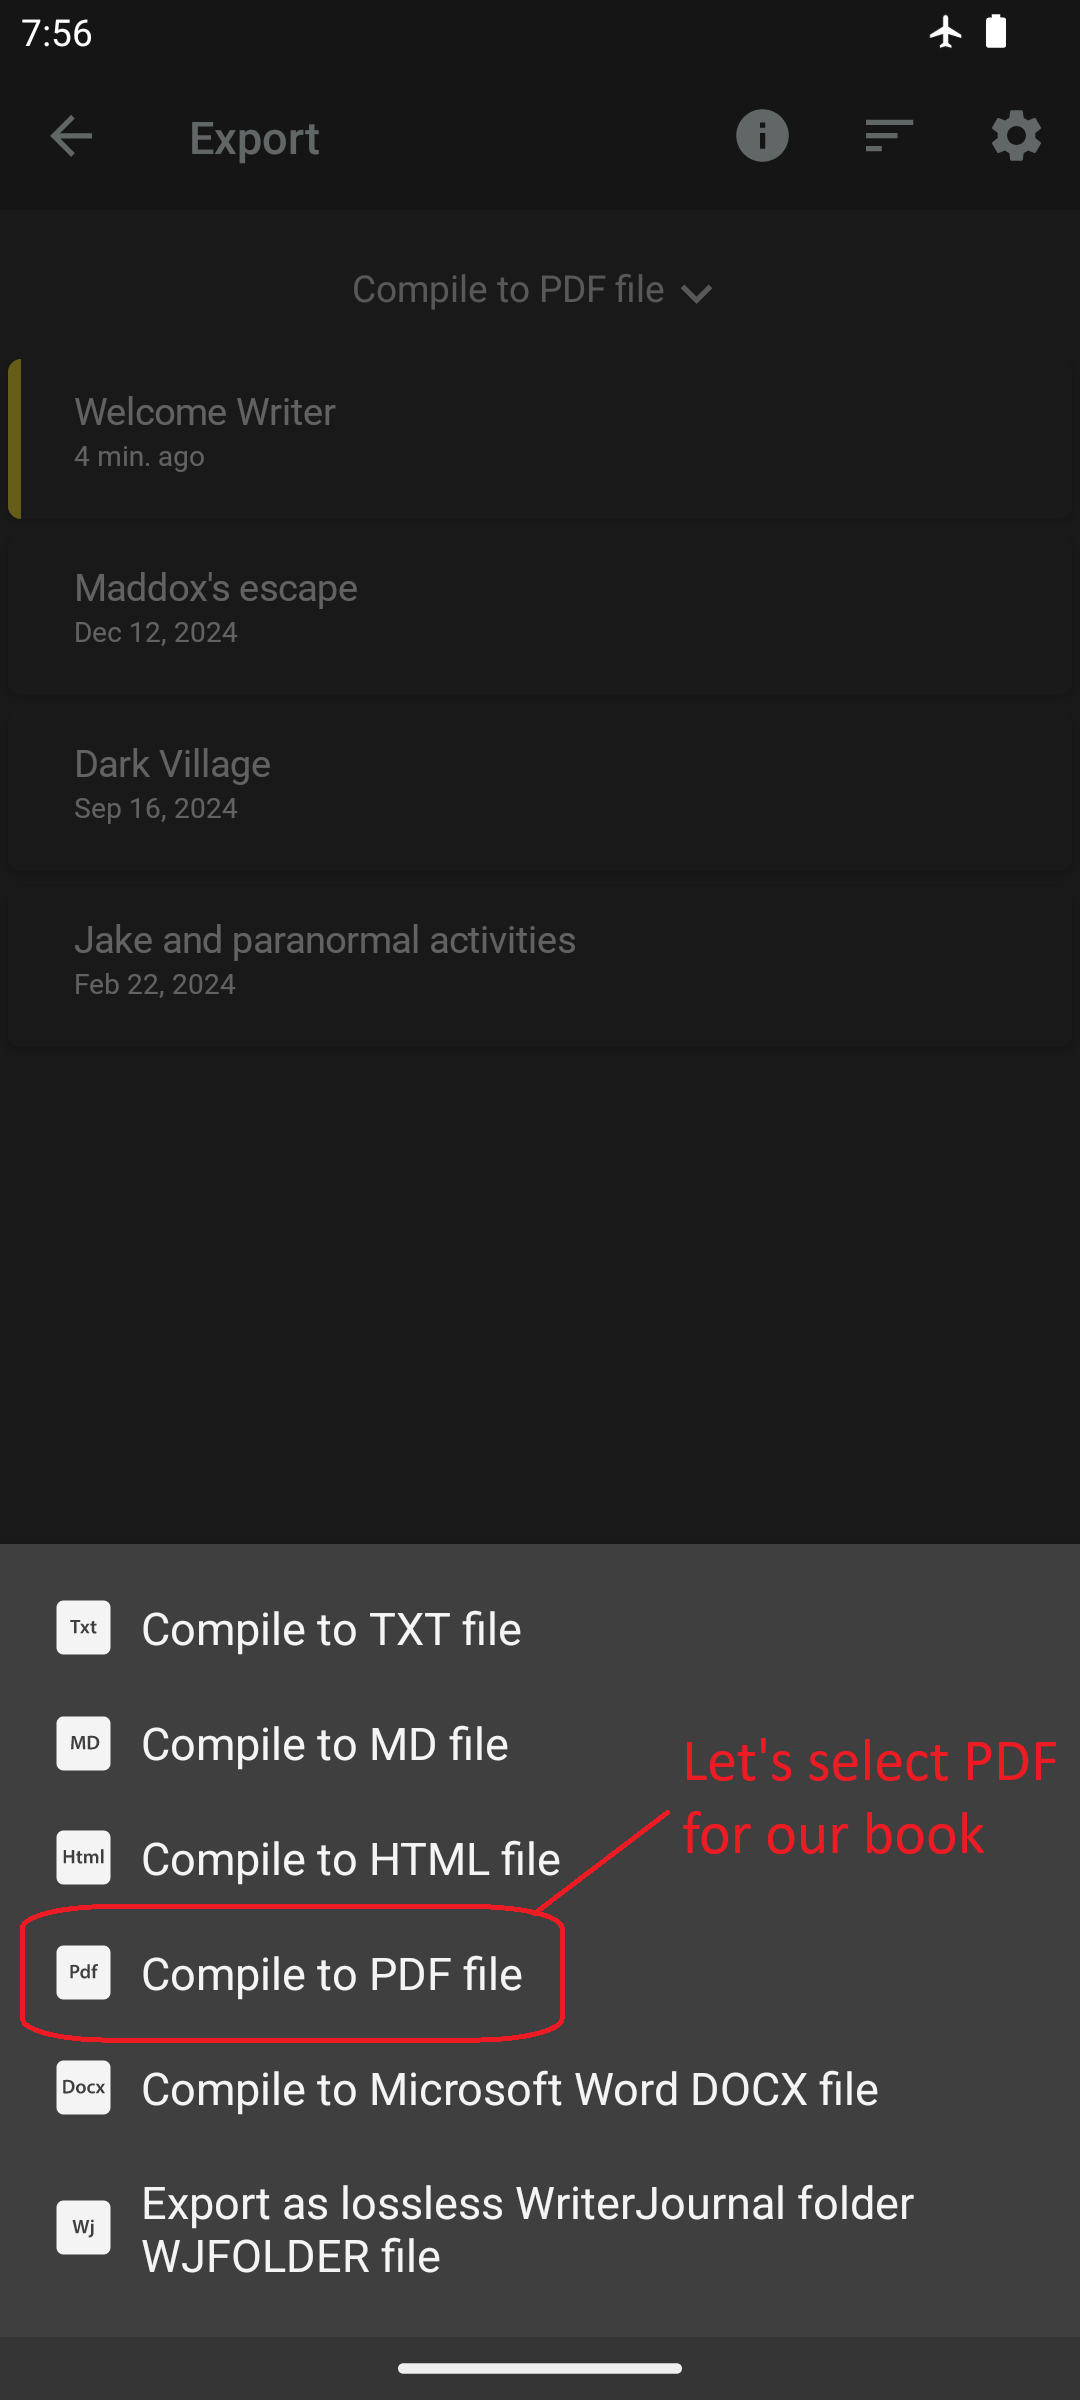 7:56
Export
Compile to PDF file
Welcome Writer
4 min. ago
Maddox's escape
Dec 12, 2024
Dark Village
Sep 16, 2024
Jake and paranormal activities
Feb 22, 2024
Txt Compile to TXT file
MD Compile to MD file
Let's select PDF
for our book
Html Compile to HTML file
Pdf Compile to PDF file
Docx Compile to Microsoft Word DOCX file
Wj Export as lossless WriterJournal folder
WJFOLDER file